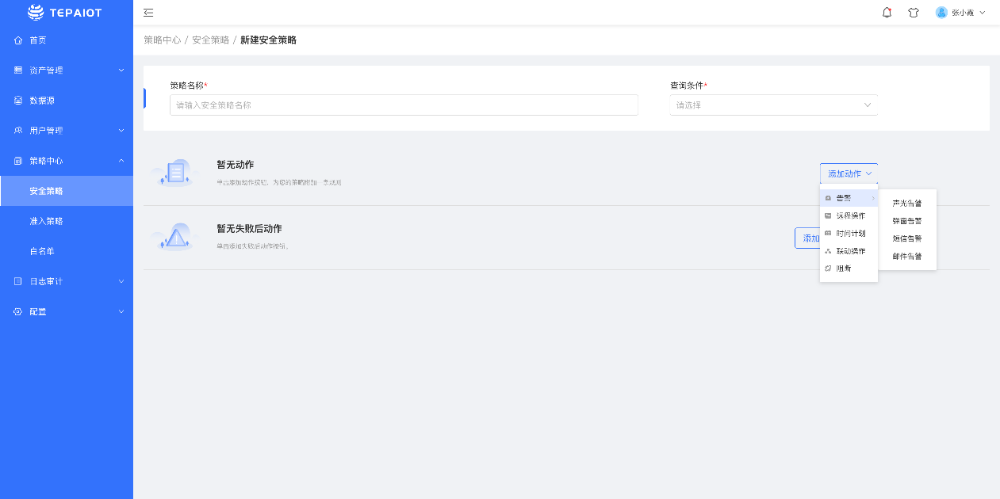 TEPAIOT
张小霞
首页
资产管理
数据源
用户管理
策略中心
安全策略
准入策略
白名单
日志审计
配置
策略中心 / 安全策略 / 新建安全策略
策略名称*
请输入安全策略名称
查询条件*
请选择
暂无动作
单击添加动作按钮，为您的策略附加一条规则
添加动作
告警
远程操作
时间计划
联动操作
阻断
声光告警
弹窗告警
短信告警
邮件告警
暂无失败后动作
单击添加失败后动作按钮。
添加